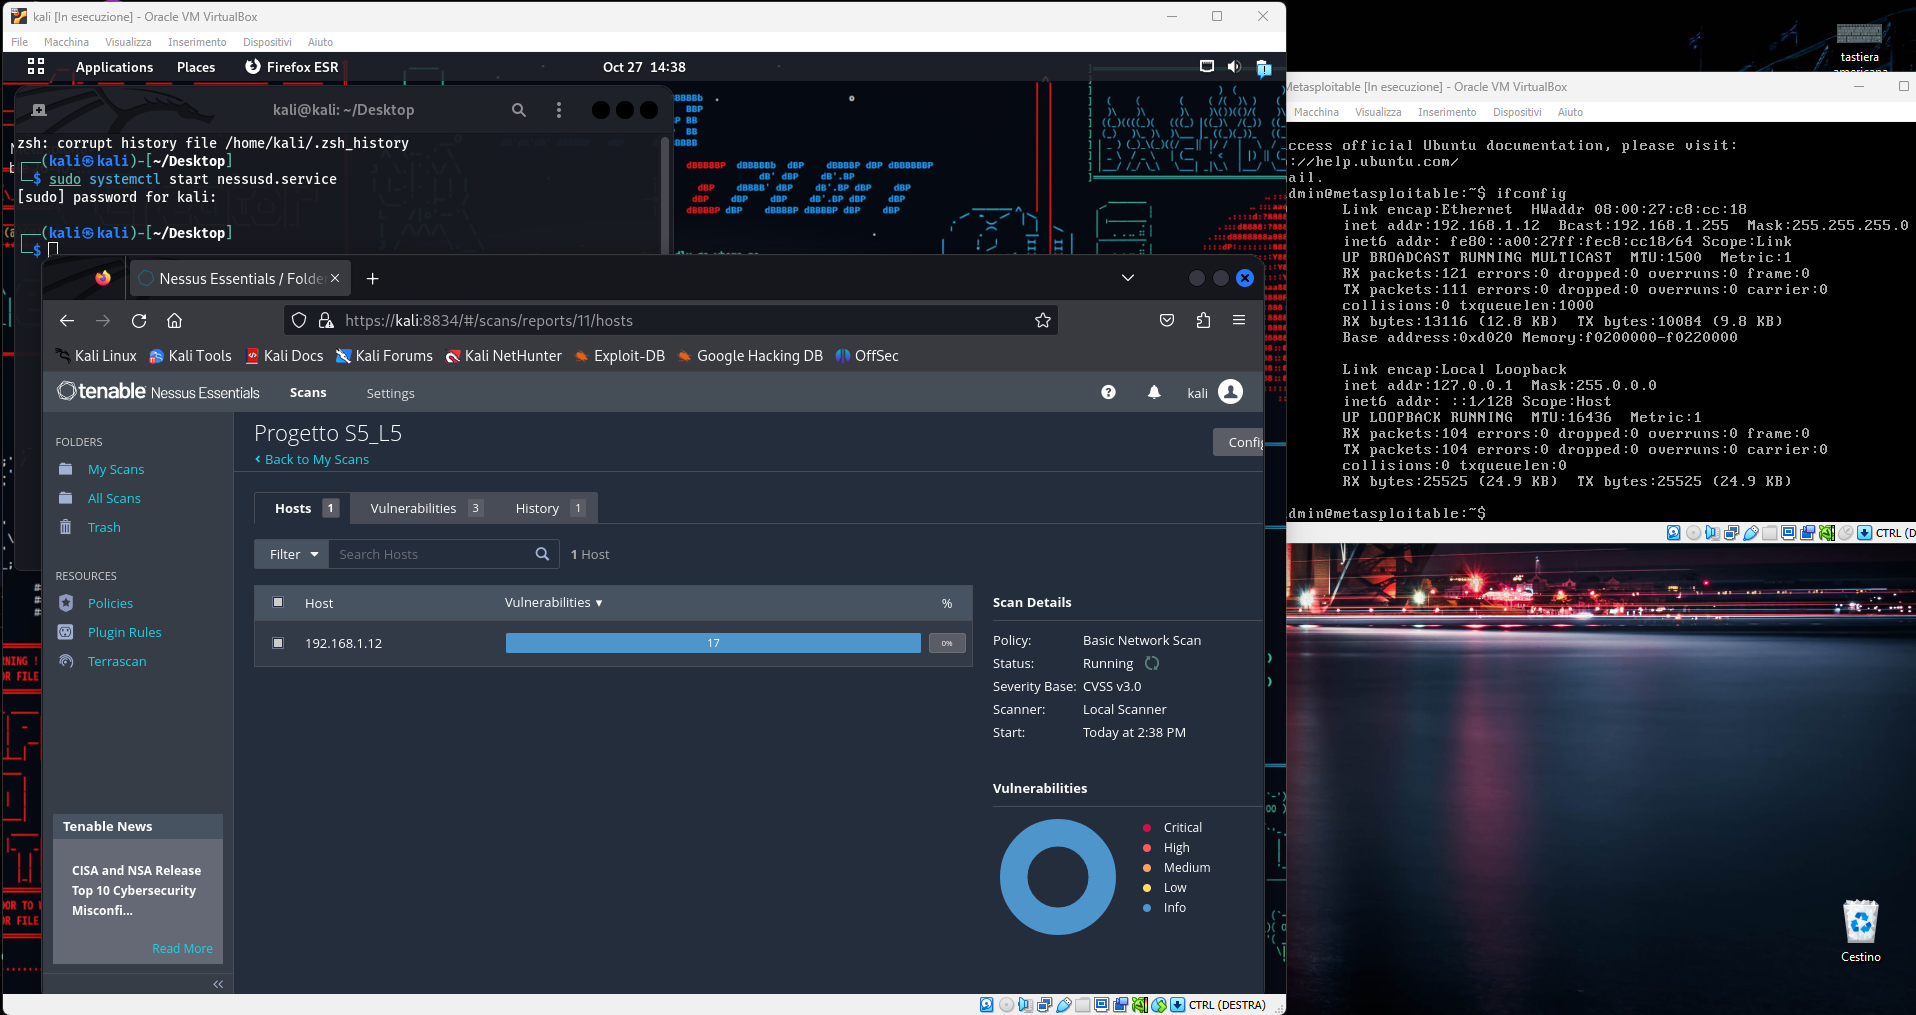 kali [In esecuzione] - Oracle VM VirtualBox
File Macchina Visualizza Inserimento Dispositivi Aiuto
Applications Places Firefox ESR
Oct 27 14:38
kali@kali: ~/Desktop
zsh: corrupt history file /home/kali/.zsh_history
(kali㉿kali)-[~/Desktop]
$ sudo systemctl start nessusd.service
[sudo] password for kali:
(kali㉿kali)-[~/Desktop]
$
Nessus Essentials / Folde
https://kali:8834/#/scans/reports/11/hosts
Kali Linux Kali Tools Kali Docs Kali Forums Kali NetHunter Exploit-DB Google Hacking DB OffSec
tenable Nessus Essentials Scans Settings kali
FOLDERS
My Scans
All Scans
Trash
RESOURCES
Policies
Plugin Rules
Terrascan
Tenable News
CISA and NSA Release
Top 10 Cybersecurity
Misconfi...
Read More
Progetto S5_L5
Config
Back to My Scans
Hosts 1 Vulnerabilities 3 History 1
Filter Search Hosts 1 Host
Host Vulnerabilities %
192.168.1.12 17 0%
Scan Details
Policy: Basic Network Scan
Status: Running
Severity Base: CVSS v3.0
Scanner: Local Scanner
Start: Today at 2:38 PM
Vulnerabilities
Critical
High
Medium
Low
Info
CTRL (DESTRA)
tastiera
americana
Metasploitable [In esecuzione] - Oracle VM VirtualBox
Macchina Visualizza Inserimento Dispositivi Aiuto
ccess official Ubuntu documentation, please visit:
://help.ubuntu.com/
ail.
dmin@metasploitable:~$ ifconfig
Link encap:Ethernet HWaddr 08:00:27:c8:cc:18
inet addr:192.168.1.12 Bcast:192.168.1.255 Mask:255.255.255.0
inet6 addr: fe80::a00:27ff:fec8:cc18/64 Scope:Link
UP BROADCAST RUNNING MULTICAST MTU:1500 Metric:1
RX packets:121 errors:0 dropped:0 overruns:0 frame:0
TX packets:111 errors:0 dropped:0 overruns:0 carrier:0
collisions:0 txqueuelen:1000
RX bytes:13116 (12.8 KB) TX bytes:10084 (9.8 KB)
Base address:0xd020 Memory:f0200000-f0220000
Link encap:Local Loopback
inet addr:127.0.0.1 Mask:255.0.0.0
inet6 addr: ::1/128 Scope:Host
UP LOOPBACK RUNNING MTU:16436 Metric:1
RX packets:104 errors:0 dropped:0 overruns:0 frame:0
TX packets:104 errors:0 dropped:0 overruns:0 carrier:0
collisions:0 txqueuelen:0
RX bytes:25525 (24.9 KB) TX bytes:25525 (24.9 KB)
dmin@metasploitable:~$
CTRL (D
Cestino